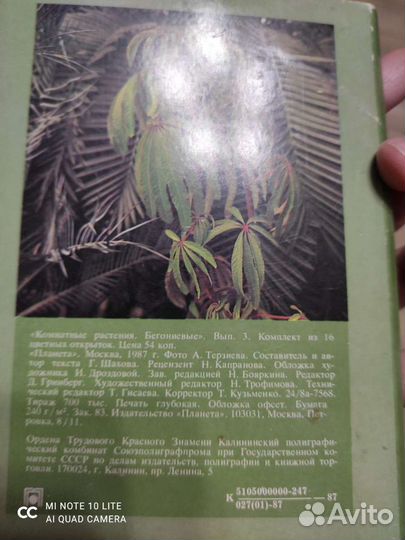 «Комнатные растения. Бегониевые». Вып. 3. Комплект из 16
цветных открыток. Цена 54 коп.
«Планета». Москва, 1987 г. Фото А. Терзиева. Составитель и ав-
тор текста Г. Шахова. Рецензент Н. Капранова. Обложка ху-
дожника И. Дроздовой. Зав. редакцией Н. Бояркина. Редактор
Д. Гринберг. Художественный редактор Н. Трофимова. Техни-
ческий редактор Т. Гисаева. Корректор Т. Кузьменко. 24/8а-7568.
Тираж 700 тыс. Печать глубокая. Обложка офсет. Бумага
240 г/м². Зак. 83. Издательство «Планета», 103031, Москва, Пет-
ровка, 8/11.
Ордена Трудового Красного Знамени Калининский полиграфи-
ческий комбинат Союзполиграфпрома при Государственном ко-
митете СССР по делам издательств, полиграфии и книжной тор-
говли. 170024, г. Калинин, пр. Ленина, 5
К 5105000000-247 —87
027(01)-87
MI NOTE 10 LITE
AI QUAD CAMERA
Avito